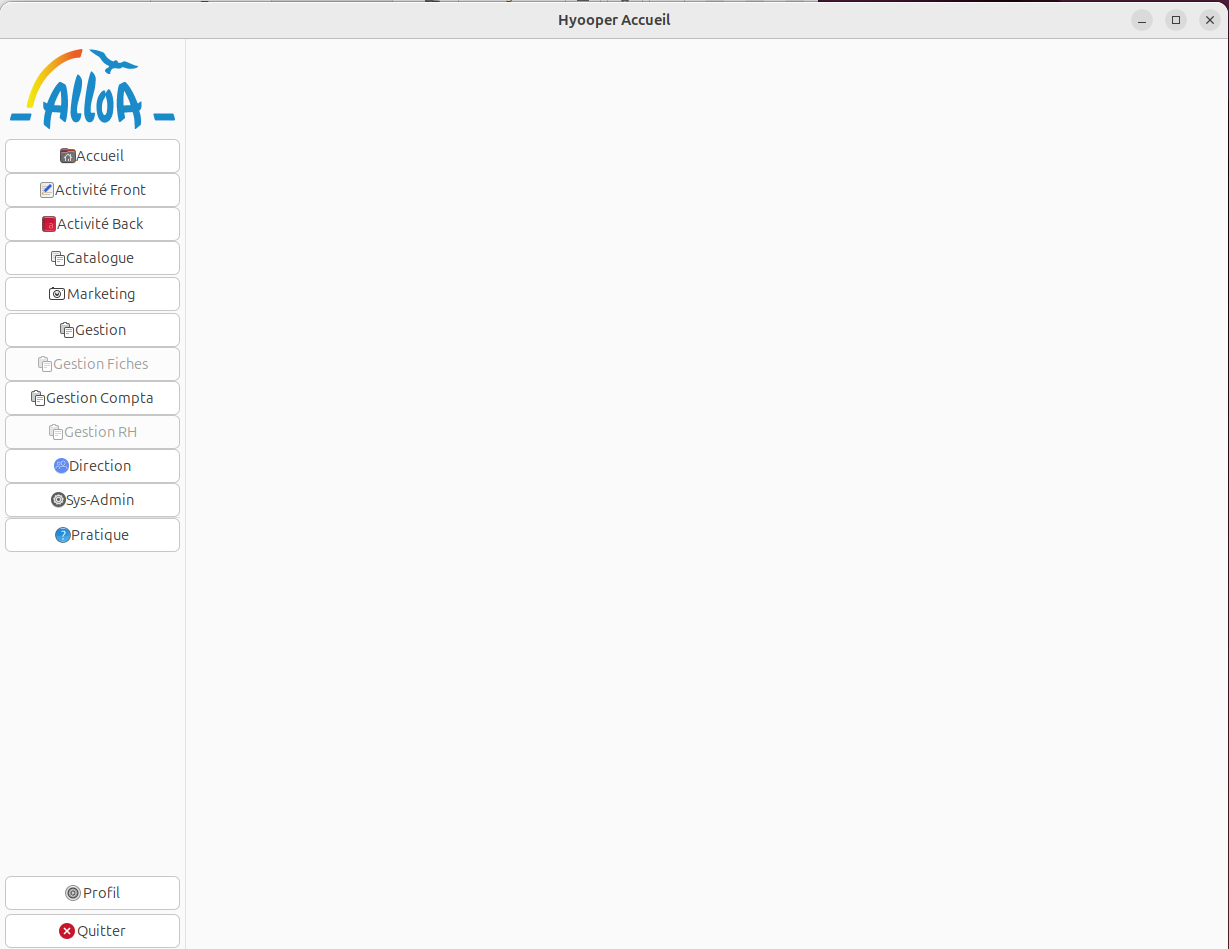 Hyooper Accueil
AlloA
Accueil
Activité Front
Activité Back
Catalogue
Marketing
Gestion
Gestion Fiches
Gestion Compta
Gestion RH
Direction
Sys-Admin
Pratique
Profil
Quitter